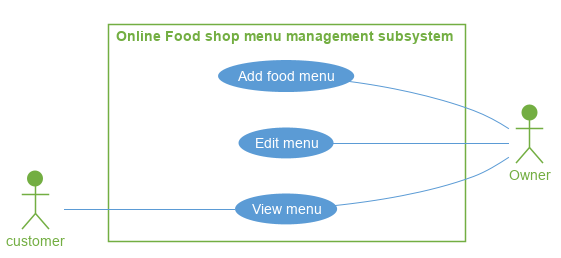 Online Food shop menu management subsystem
Add food menu
Edit menu
Owner
View menu
customer